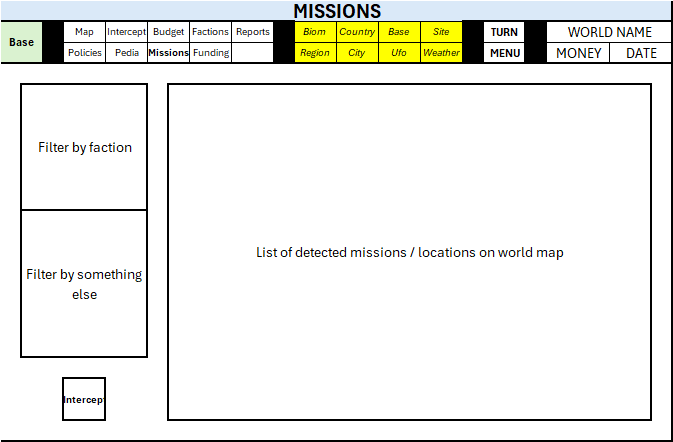 MISSIONS
Base
Map Intercept Budget Factions Reports
Policies Pedia Missions Funding
Biom Country Base Site
Region City Ufo Weather
TURN
MENU
WORLD NAME
MONEY DATE
Filter by faction
Filter by something
else
List of detected missions / locations on world map
Intercept